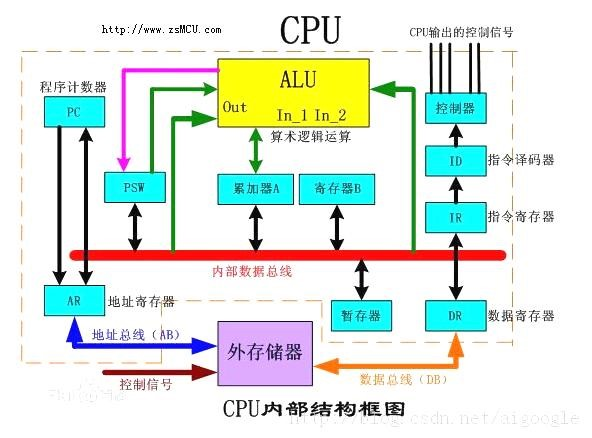 http://www.zsMCU.com
CPU
CPU输出的控制信号
程序计数器
PC
ALU
Out
In_1 In_2
算术逻辑运算
控制器
ID
指令译码器
PSW
累加器A
寄存器B
IR
指令寄存器
内部数据总线
AR
地址寄存器
暂存器
DR
数据寄存器
地址总线（AB）
外存储器
数据总线（DB）
控制信号
CPU内部结构框图
http://blog.csdn.net/aigoogle